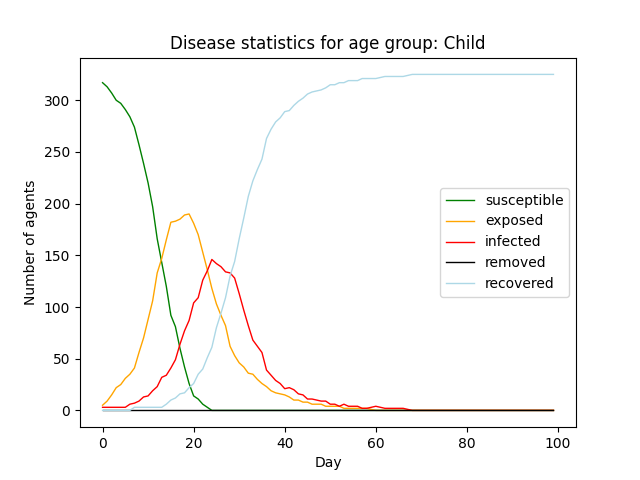 Disease statistics for age group: Child
Number of agents
300
250
200
150
100
50
0
susceptible
exposed
infected
removed
recovered
0 20 40 60 80 100
Day